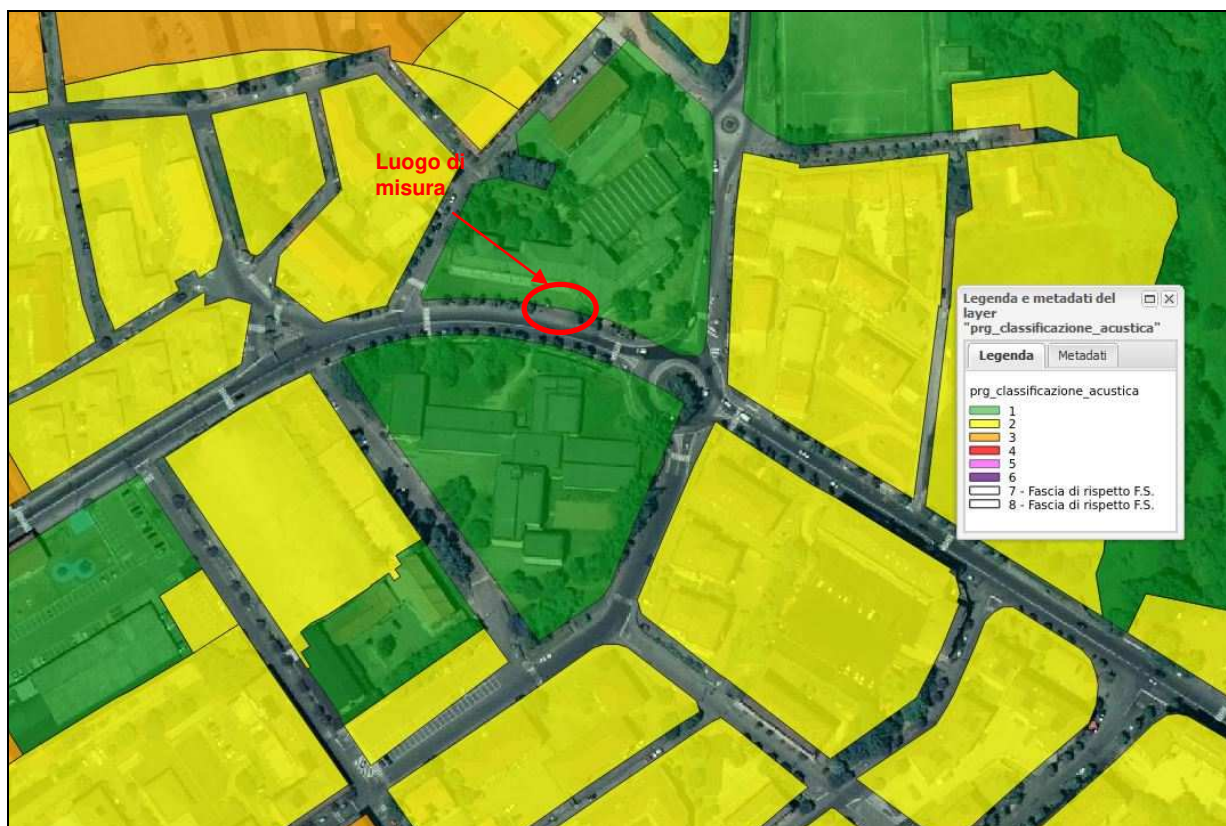 Luogo di
misura
Legenda e metadati del
layer
"prg_classificazione_acustica"
Legenda
Metadati
prg_classificazione_acustica
1
2
3
4
5
6
7 - Fascia di rispetto F.S.
8 - Fascia di rispetto F.S.